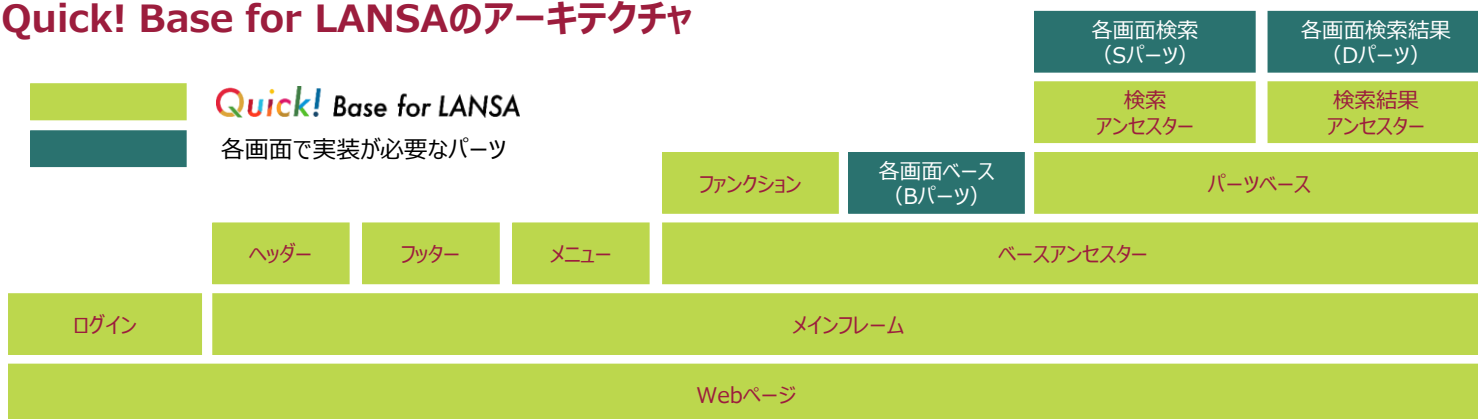 Quick! Base for LANSAのアーキテクチャ
Quick! Base for LANSA
各画面で実装が必要なパーツ
各画面検索
（Sパーツ）
各画面検索結果
（Dパーツ）
検索
アンセスター
検索結果
アンセスター
ファンクション
各画面ベース
（Bパーツ）
パーツベース
ヘッダー
フッター
メニュー
ベースアンセスター
ログイン
メインフレーム
Webページ